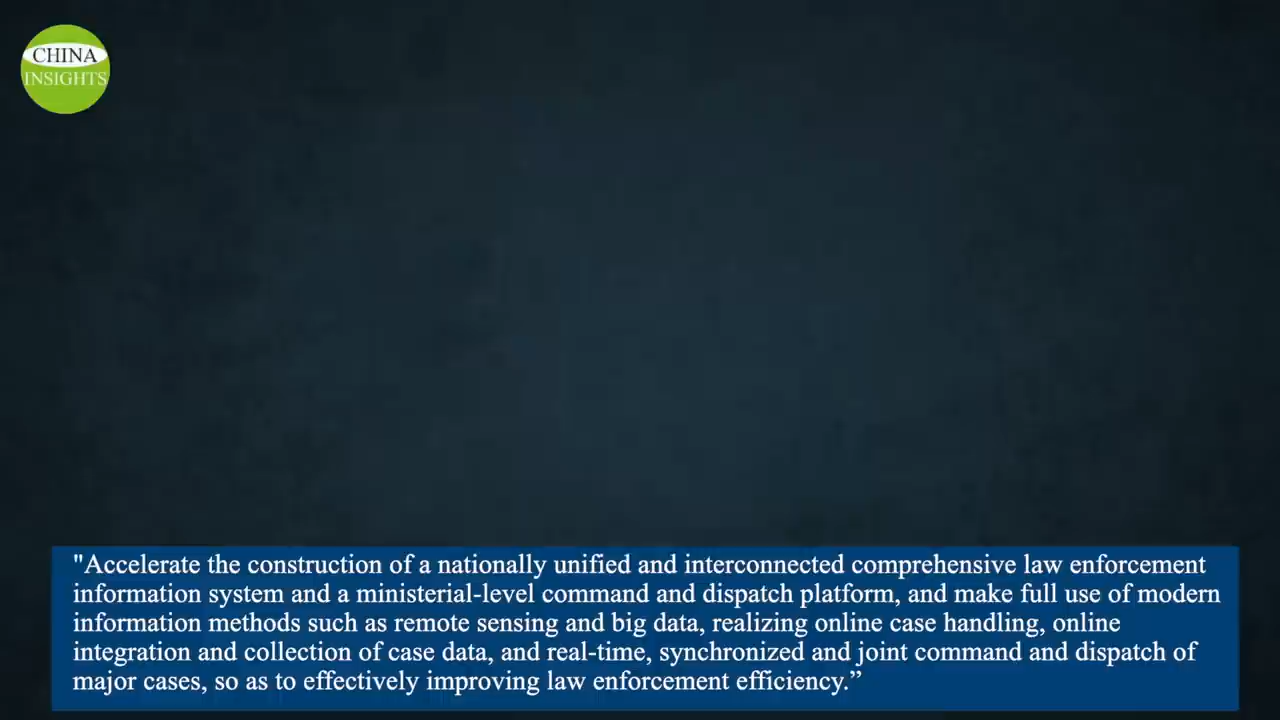 CHINA
INSIGHTS
"Accelerate the construction of a nationally unified and interconnected comprehensive law enforcement
information system and a ministerial-level command and dispatch platform, and make full use of modern
information methods such as remote sensing and big data, realizing online case handling, online
integration and collection of case data, and real-time, synchronized and joint command and dispatch of
major cases, so as to effectively improving law enforcement efficiency.”